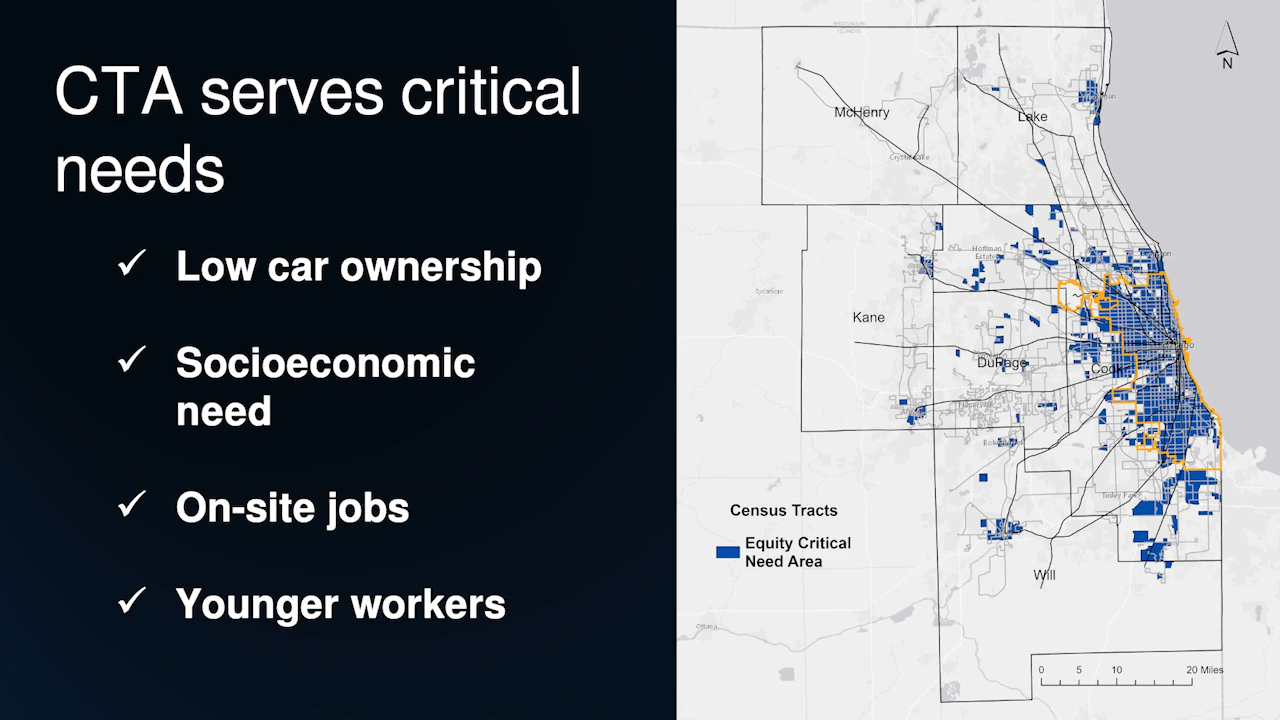 CTA serves critical
needs
Low car ownership
Socioeconomic
need
On-site jobs
Younger workers
WISCONSIN
ILLINOIS
N
McHenry
Lake
Crystal Lake
Hoffman
Estates
Sycamore
Kane
DuPage
Cook
Tinley Park
Census Tracts
Equity Critical
Need Area
Will
Ottawa
0 5 10 20 Miles